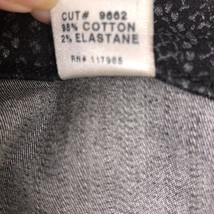 CUT# 9662
98% COTTON
2% ELASTANE
RN# 117985